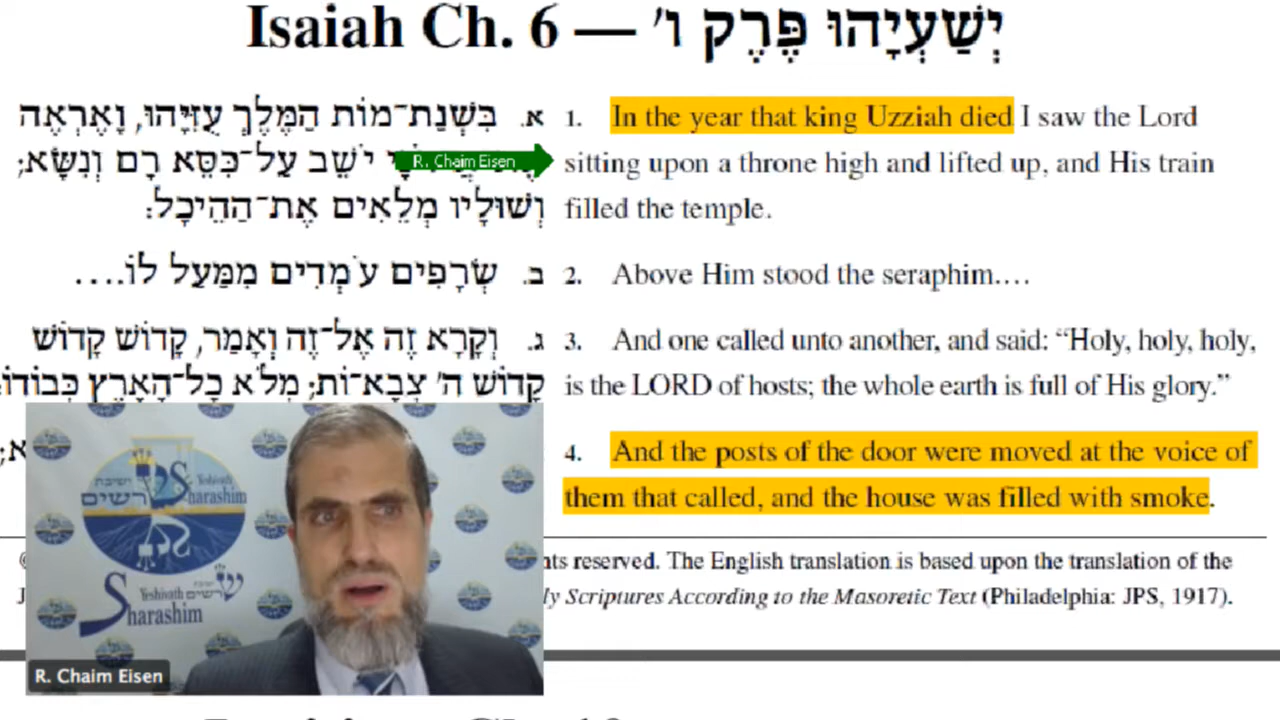 Isaiah Ch. 6 — יְשַׁעְיָהוּ פֶּרֶק ו׳
א. בִּשְׁנַת־מוֹת הַמֶּלֶךְ עֻזִּיָּהוּ, וָאֶרְאֶה
יֹשֵׁב עַל־כִּסֵּא רָם וְנִשָּׂא;
וְשׁוּלָיו מְלֵאִים אֶת־הַהֵיכָל:
ב. שְׂרָפִים עֹמְדִים מִמַּעַל לוֹ....
ג. וְקָרָא זֶה אֶל־זֶה וְאָמַר, קָדוֹשׁ קָדוֹשׁ
קָדוֹשׁ ה׳ צְבָא־וֹת; מְלֹא כָל־הָאָרֶץ כְּבוֹדוֹ
R. Chaim Eisen
1. In the year that king Uzziah died I saw the Lord
sitting upon a throne high and lifted up, and His train
filled the temple.
2. Above Him stood the seraphim....
3. And one called unto another, and said: “Holy, holy, holy,
is the LORD of hosts; the whole earth is full of His glory.”
4. And the posts of the door were moved at the voice of
them that called, and the house was filled with smoke.
reserved. The English translation is based upon the translation of the
Scriptures According to the Masoretic Text (Philadelphia: JPS, 1917).
ישיבת
שרשים
Yeshivath
Sharashim
Yeshivath שרשים
Sharashim
R. Chaim Eisen